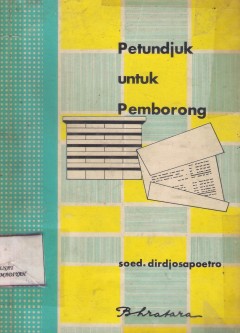 Petundjuk
untuk
Pemborong
soed. dirdjosapoetro
Bhratara